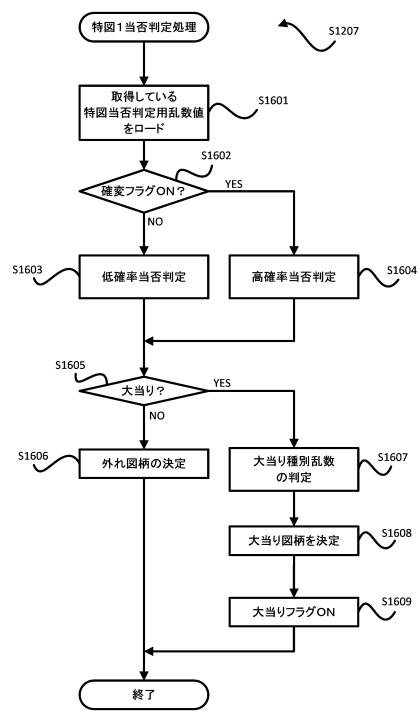 特図１当否判定処理
S1207
取得している
特図当否判定用乱数値
をロード
S1601
S1602
確変フラグON？
YES
NO
S1603
低確率当否判定
高確率当否判定
S1604
S1605
大当り？
YES
NO
S1606
外れ図柄の決定
大当り種別乱数
の判定
S1607
大当り図柄を決定
S1608
大当りフラグON
S1609
終了